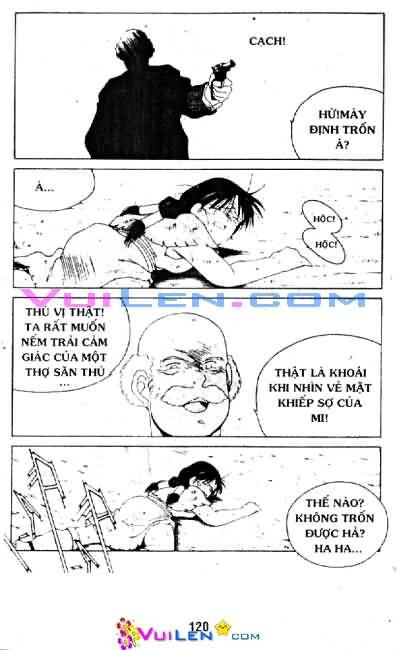 CẠCH!
HỪ!MÀY
ĐỊNH TRỐN
À?
À...
HỘC!
HỘC!
THÚ VỊ THẬT!
TA RẤT MUỐN
NẾM TRẢI CẢM
GIÁC CỦA MỘT
THỢ SĂN THÚ
...
THẬT LÀ KHOÁI
KHI NHÌN VẺ MẶT
KHIẾP SỢ CỦA
MI!
VUILEN.COM
THẾ NÀO?
KHÔNG TRỐN
ĐƯỢC HẢ?
HA HA...
120
VUILEN.COM